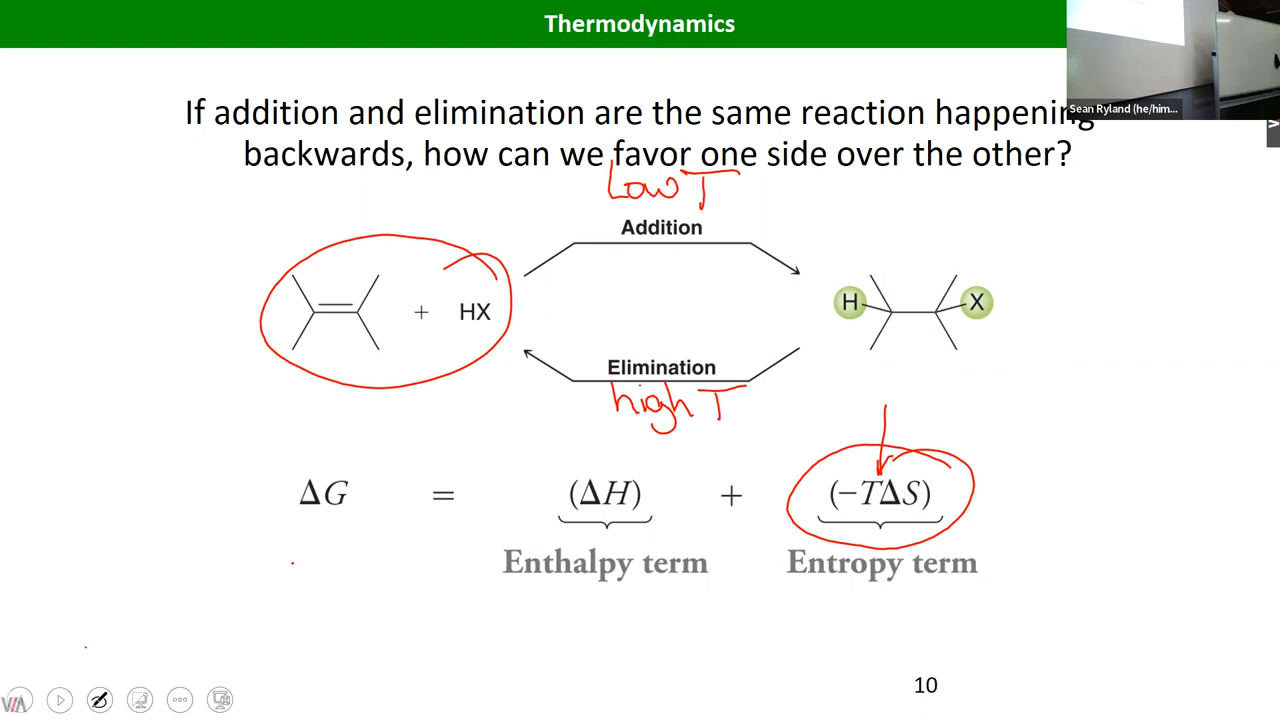 Thermodynamics
Sean Ryland (he/him...
If addition and elimination are the same reaction happening
backwards, how can we favor one side over the other?
Low T
Addition
+ HX
H X
Elimination
high T
ΔG = (ΔH) + (−TΔS)
Enthalpy term Entropy term
10
VIA